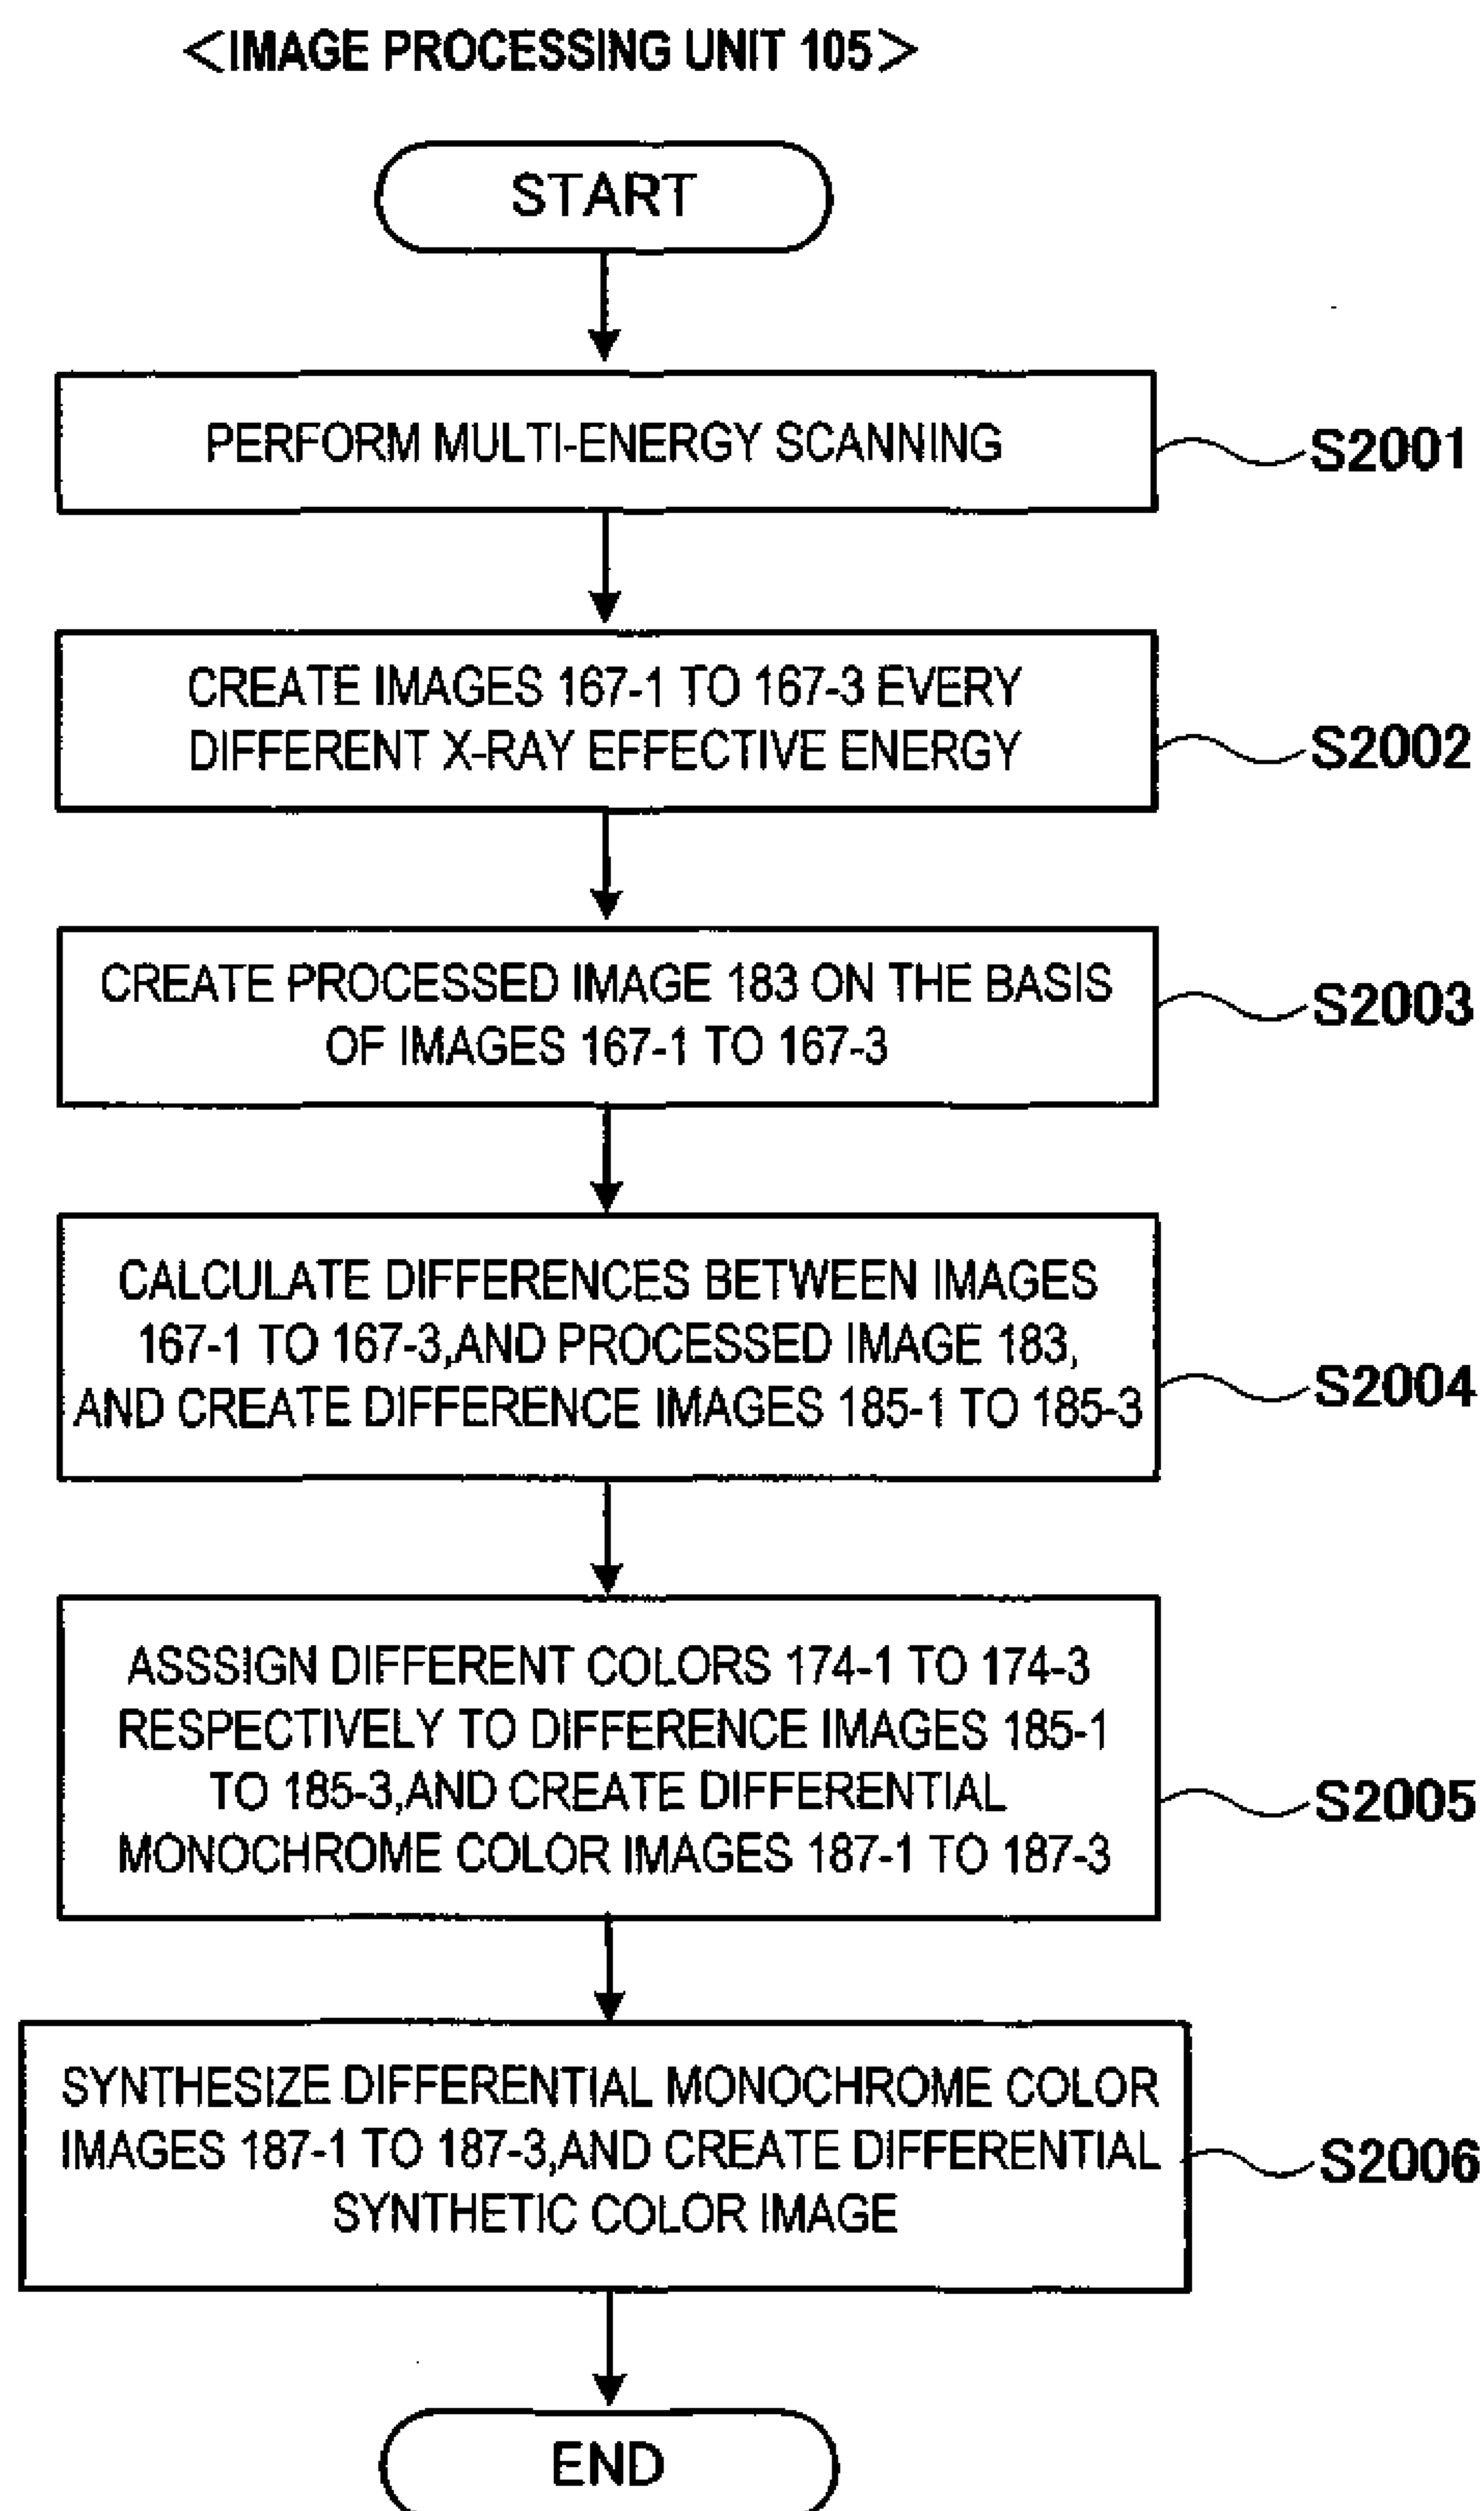 <IMAGE PROCESSING UNIT 105>
START
PERFORM MULTI-ENERGY SCANNING
S2001
CREATE IMAGES 167-1 TO 167-3 EVERY
DIFFERENT X-RAY EFFECTIVE ENERGY
S2002
CREATE PROCESSED IMAGE 183 ON THE BASIS
OF IMAGES 167-1 TO 167-3
S2003
CALCULATE DIFFERENCES BETWEEN IMAGES
167-1 TO 167-3,AND PROCESSED IMAGE 183,
AND CREATE DIFFERENCE IMAGES 185-1 TO 185-3
S2004
ASSSIGN DIFFERENT COLORS 174-1 TO 174-3
RESPECTIVELY TO DIFFERENCE IMAGES 185-1
TO 185-3,AND CREATE DIFFERENTIAL
MONOCHROME COLOR IMAGES 187-1 TO 187-3
S2005
SYNTHESIZE DIFFERENTIAL MONOCHROME COLOR
IMAGES 187-1 TO 187-3,AND CREATE DIFFERENTIAL
SYNTHETIC COLOR IMAGE
S2006
END